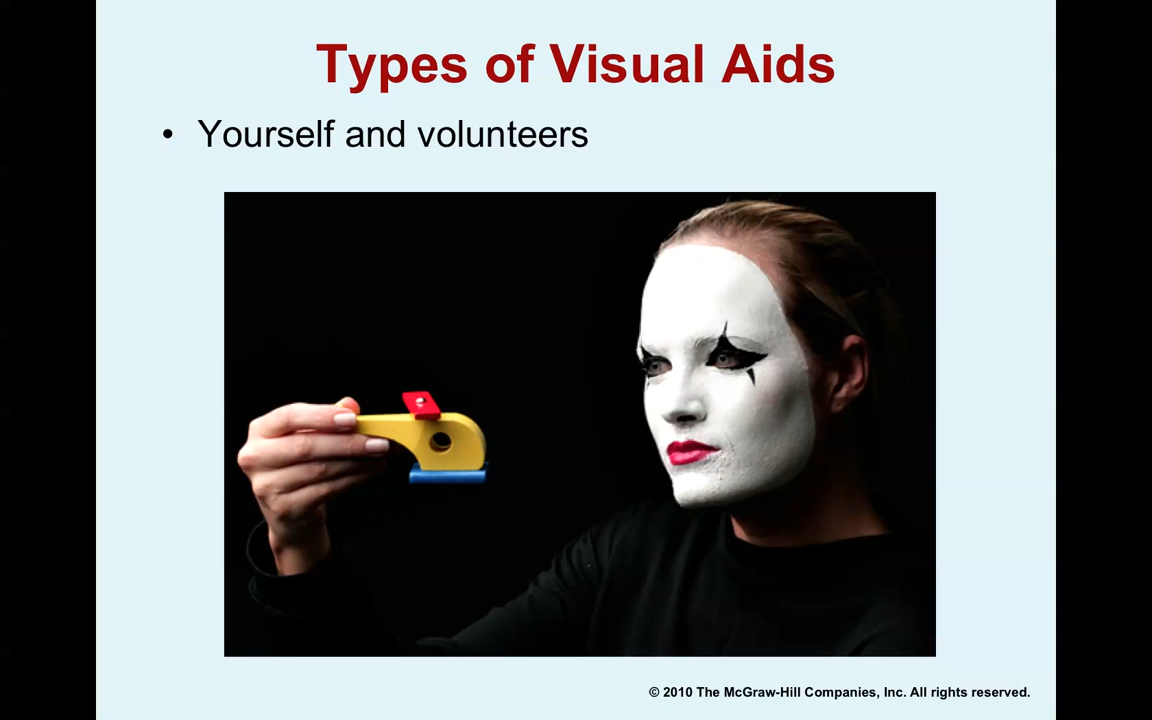 Types of Visual Aids
• Yourself and volunteers
© 2010 The McGraw-Hill Companies, Inc. All rights reserved.